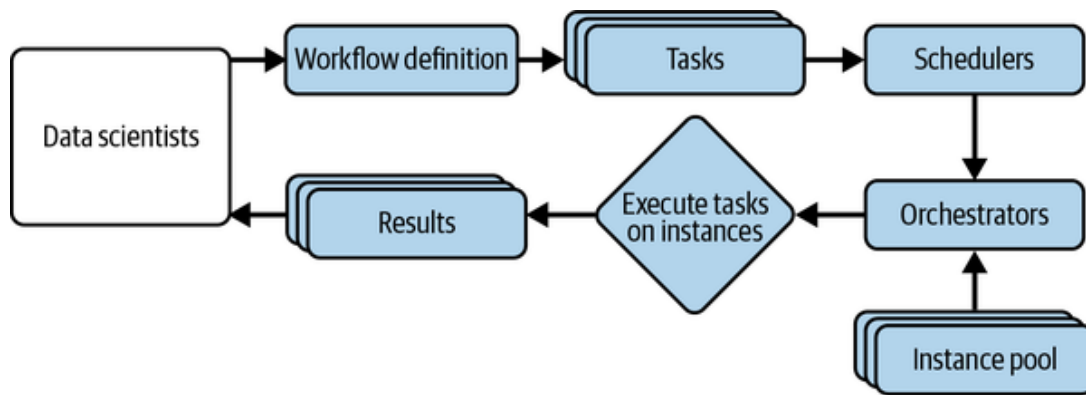 Workflow definition
Tasks
Schedulers
Data scientists
Execute tasks
on instances
Results
Orchestrators
Instance pool